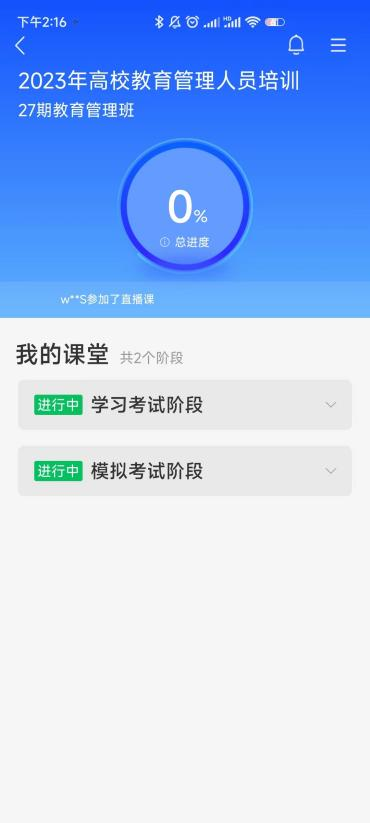 下午2:16
HD
2023年高校教育管理人员培训
27期教育管理班
0%
总进度
w**S参加了直播课
我的课堂 共2个阶段
进行中 学习考试阶段
进行中 模拟考试阶段